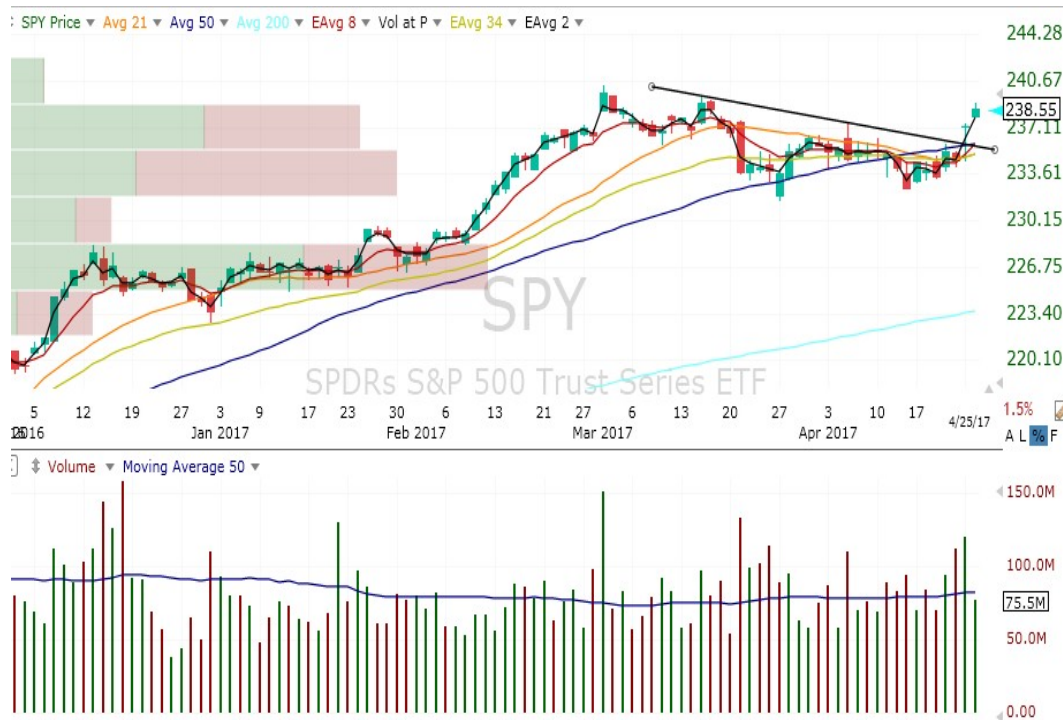 SPY Price Avg 21 Avg 50 Avg 200 EAvg 8 Vol at P EAvg 34 EAvg 2
244.28
240.67
238.55
237.11
233.61
230.15
226.75
223.40
220.10
SPY
SPDRs S&P 500 Trust Series ETF
5 12 19 27 3 9 17 23 30 6 13 21 27 6 13 20 27 3 10 17 4/25/17
2016 Jan 2017 Feb 2017 Mar 2017 Apr 2017
1.5%
A L % F
Volume Moving Average 50
150.0M
100.0M
75.5M
50.0M
0.00